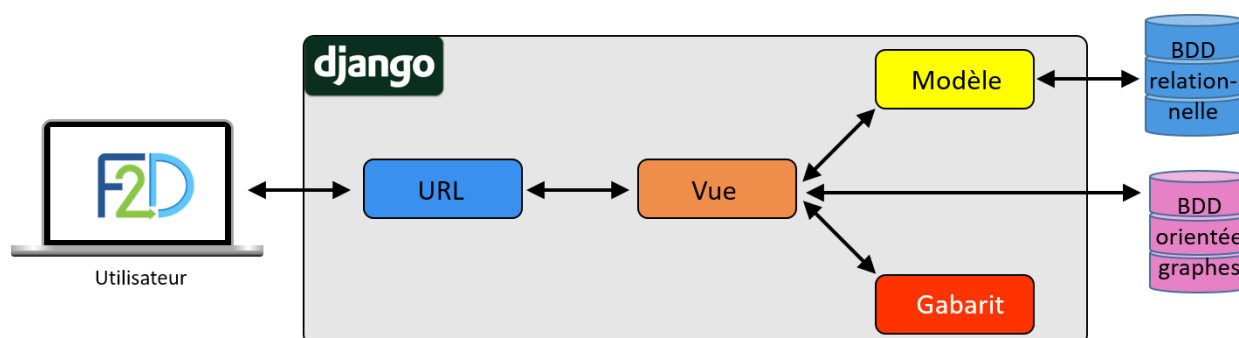 django
Modèle
BDD
relation-
nelle
F2D
URL
Vue
BDD
orientée
graphes
Utilisateur
Gabarit